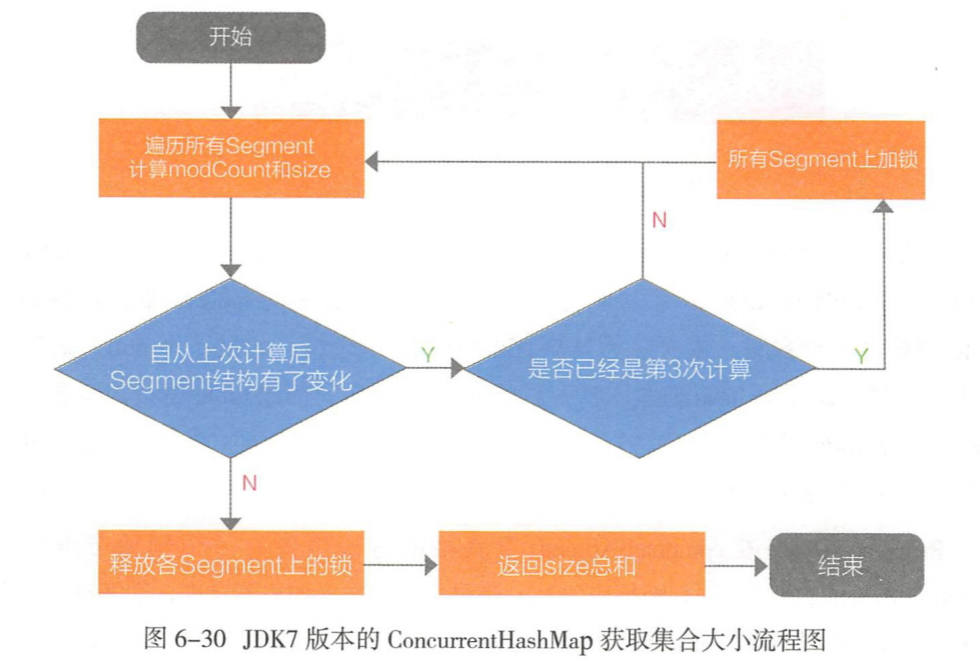 开始
遍历所有Segment
计算modCount和size
所有Segment上加锁
N
自从上次计算后
Segment结构有了变化
Y
是否已经是第3次计算
Y
N
释放各Segment上的锁
返回size总和
结束
图 6-30 JDK7 版本的 ConcurrentHashMap 获取集合大小流程图